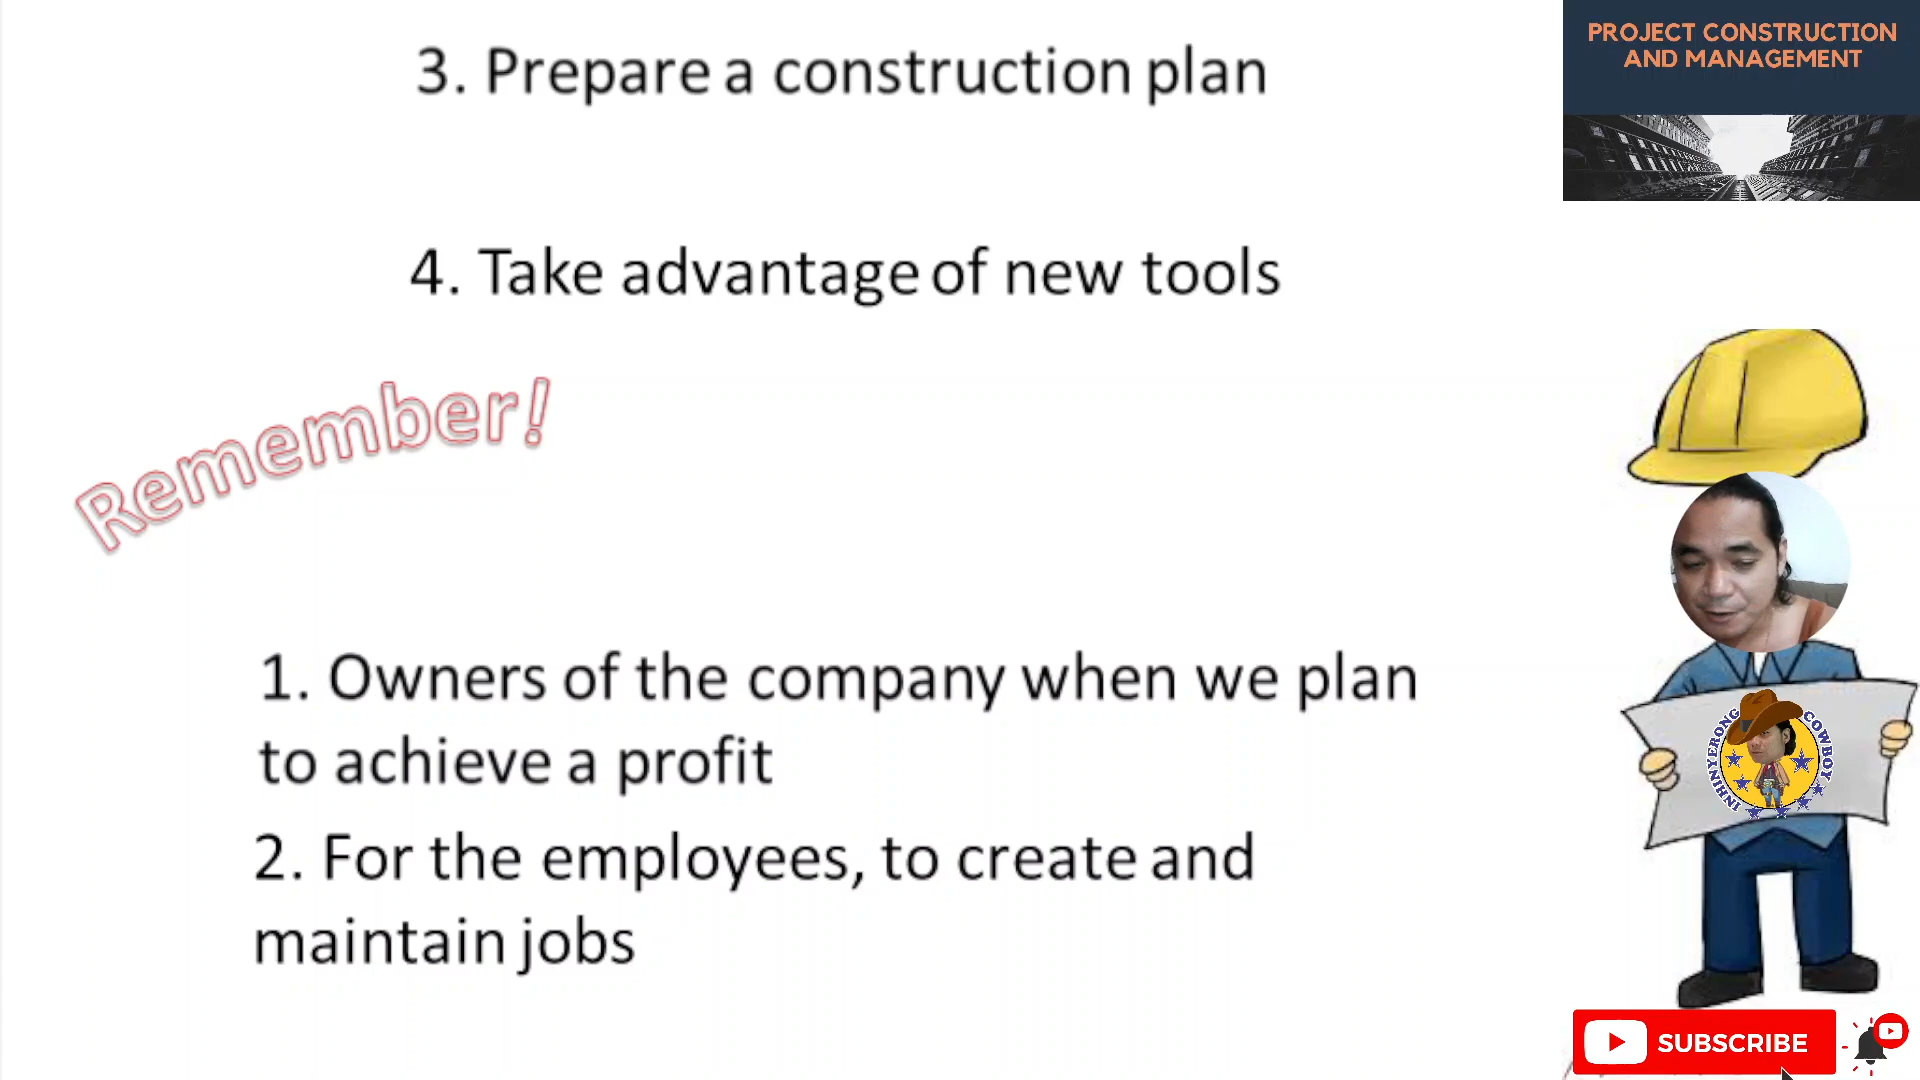 PROJECT CONSTRUCTION
AND MANAGEMENT
3. Prepare a construction plan
4. Take advantage of new tools
Remember!
1. Owners of the company when we plan
to achieve a profit
2. For the employees, to create and
maintain jobs
INHINYERONG COWBOY
SUBSCRIBE